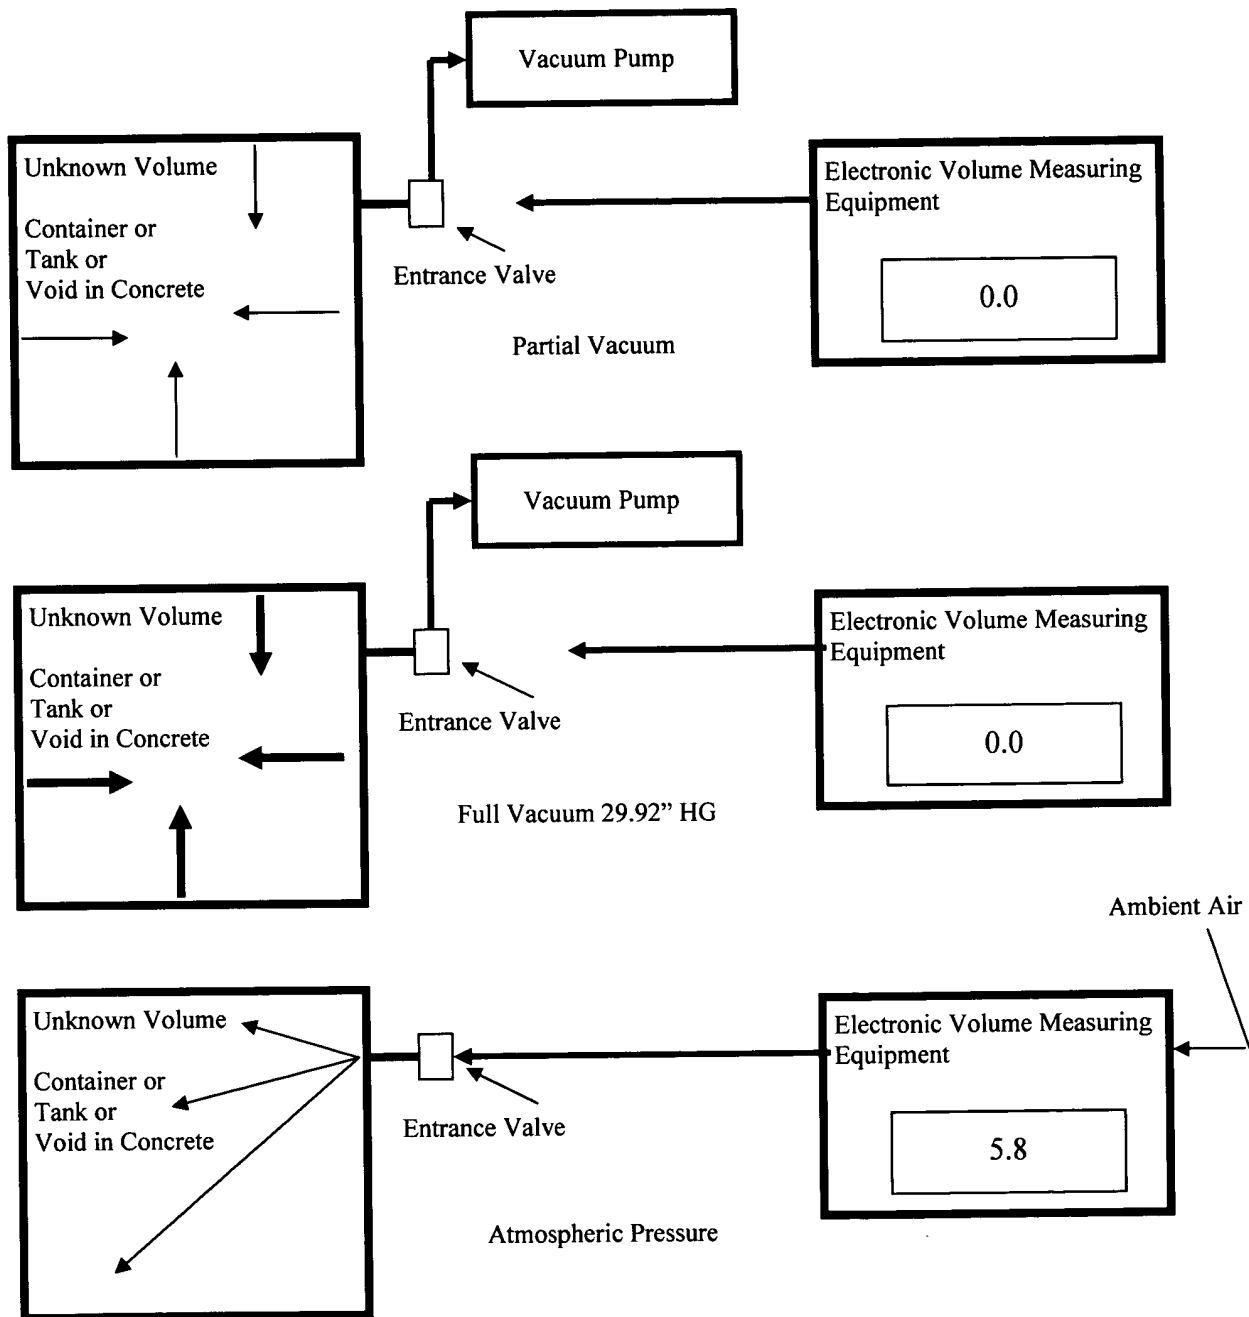 Vacuum Pump
Unknown Volume
Container or
Tank or
Void in Concrete
Entrance Valve
Electronic Volume Measuring
Equipment
0.0
Partial Vacuum
Vacuum Pump
Unknown Volume
Container or
Tank or
Void in Concrete
Entrance Valve
Electronic Volume Measuring
Equipment
0.0
Full Vacuum 29.92” HG
Ambient Air
Unknown Volume
Container or
Tank or
Void in Concrete
Entrance Valve
Electronic Volume Measuring
Equipment
5.8
Atmospheric Pressure